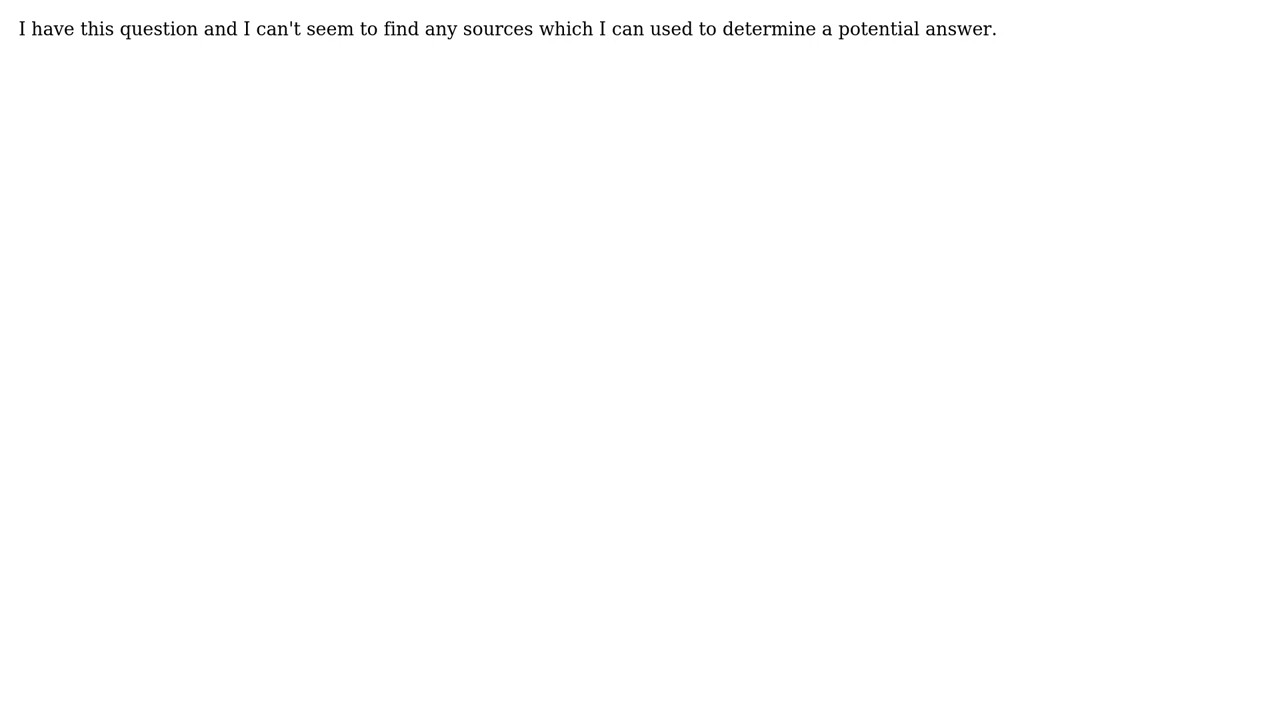 I have this question and I can't seem to find any sources which I can used to determine a potential answer.